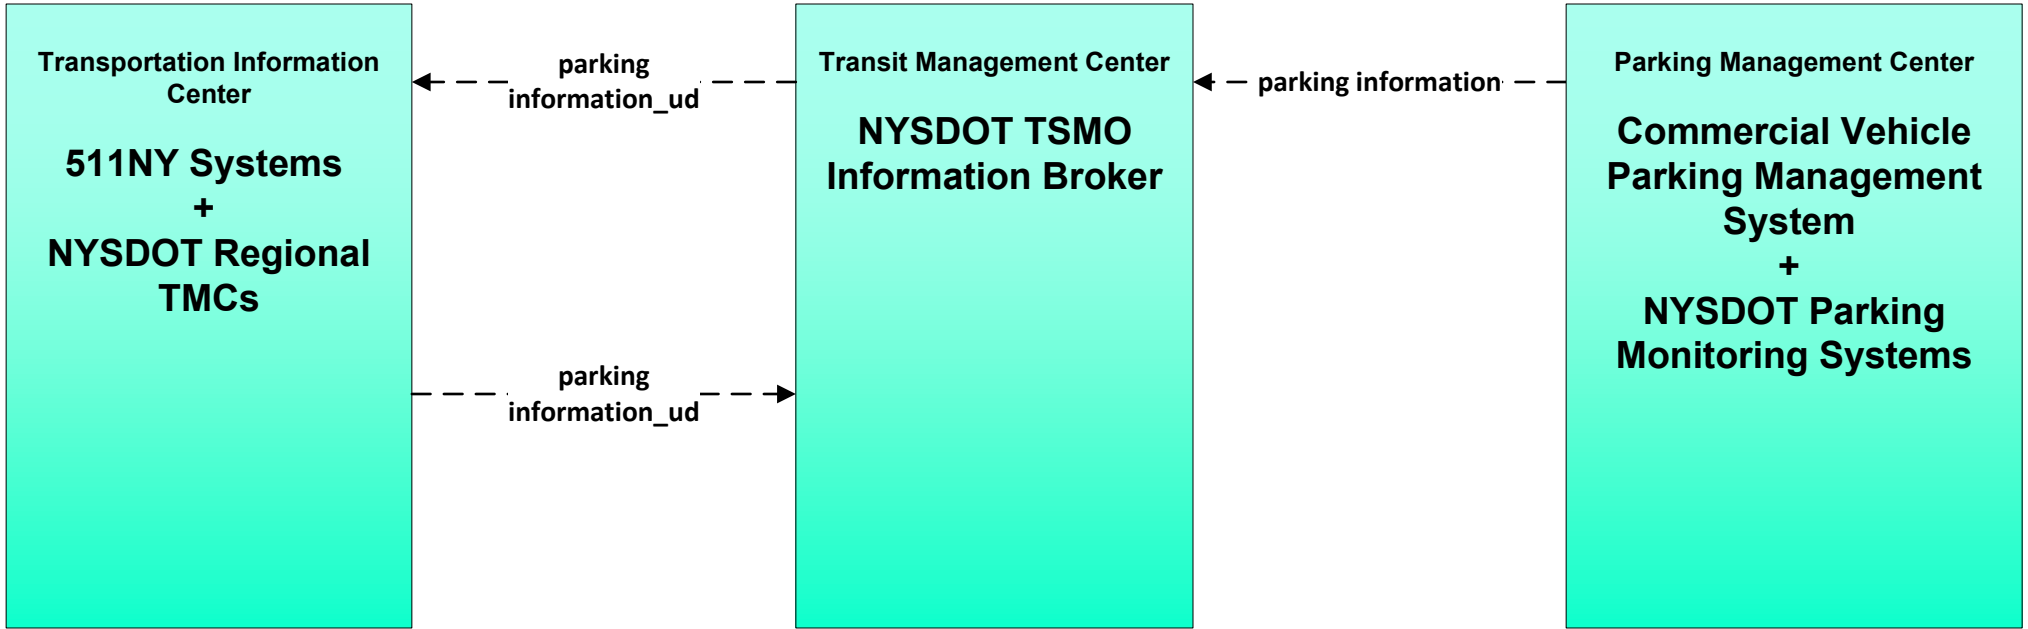 Transportation Information
Center
511NY Systems
+
NYSDOT Regional
TMCs
parking
information_ud
parking
information_ud
Transit Management Center
NYSDOT TSMO
Information Broker
parking information
Parking Management Center
Commercial Vehicle
Parking Management
System
+
NYSDOT Parking
Monitoring Systems